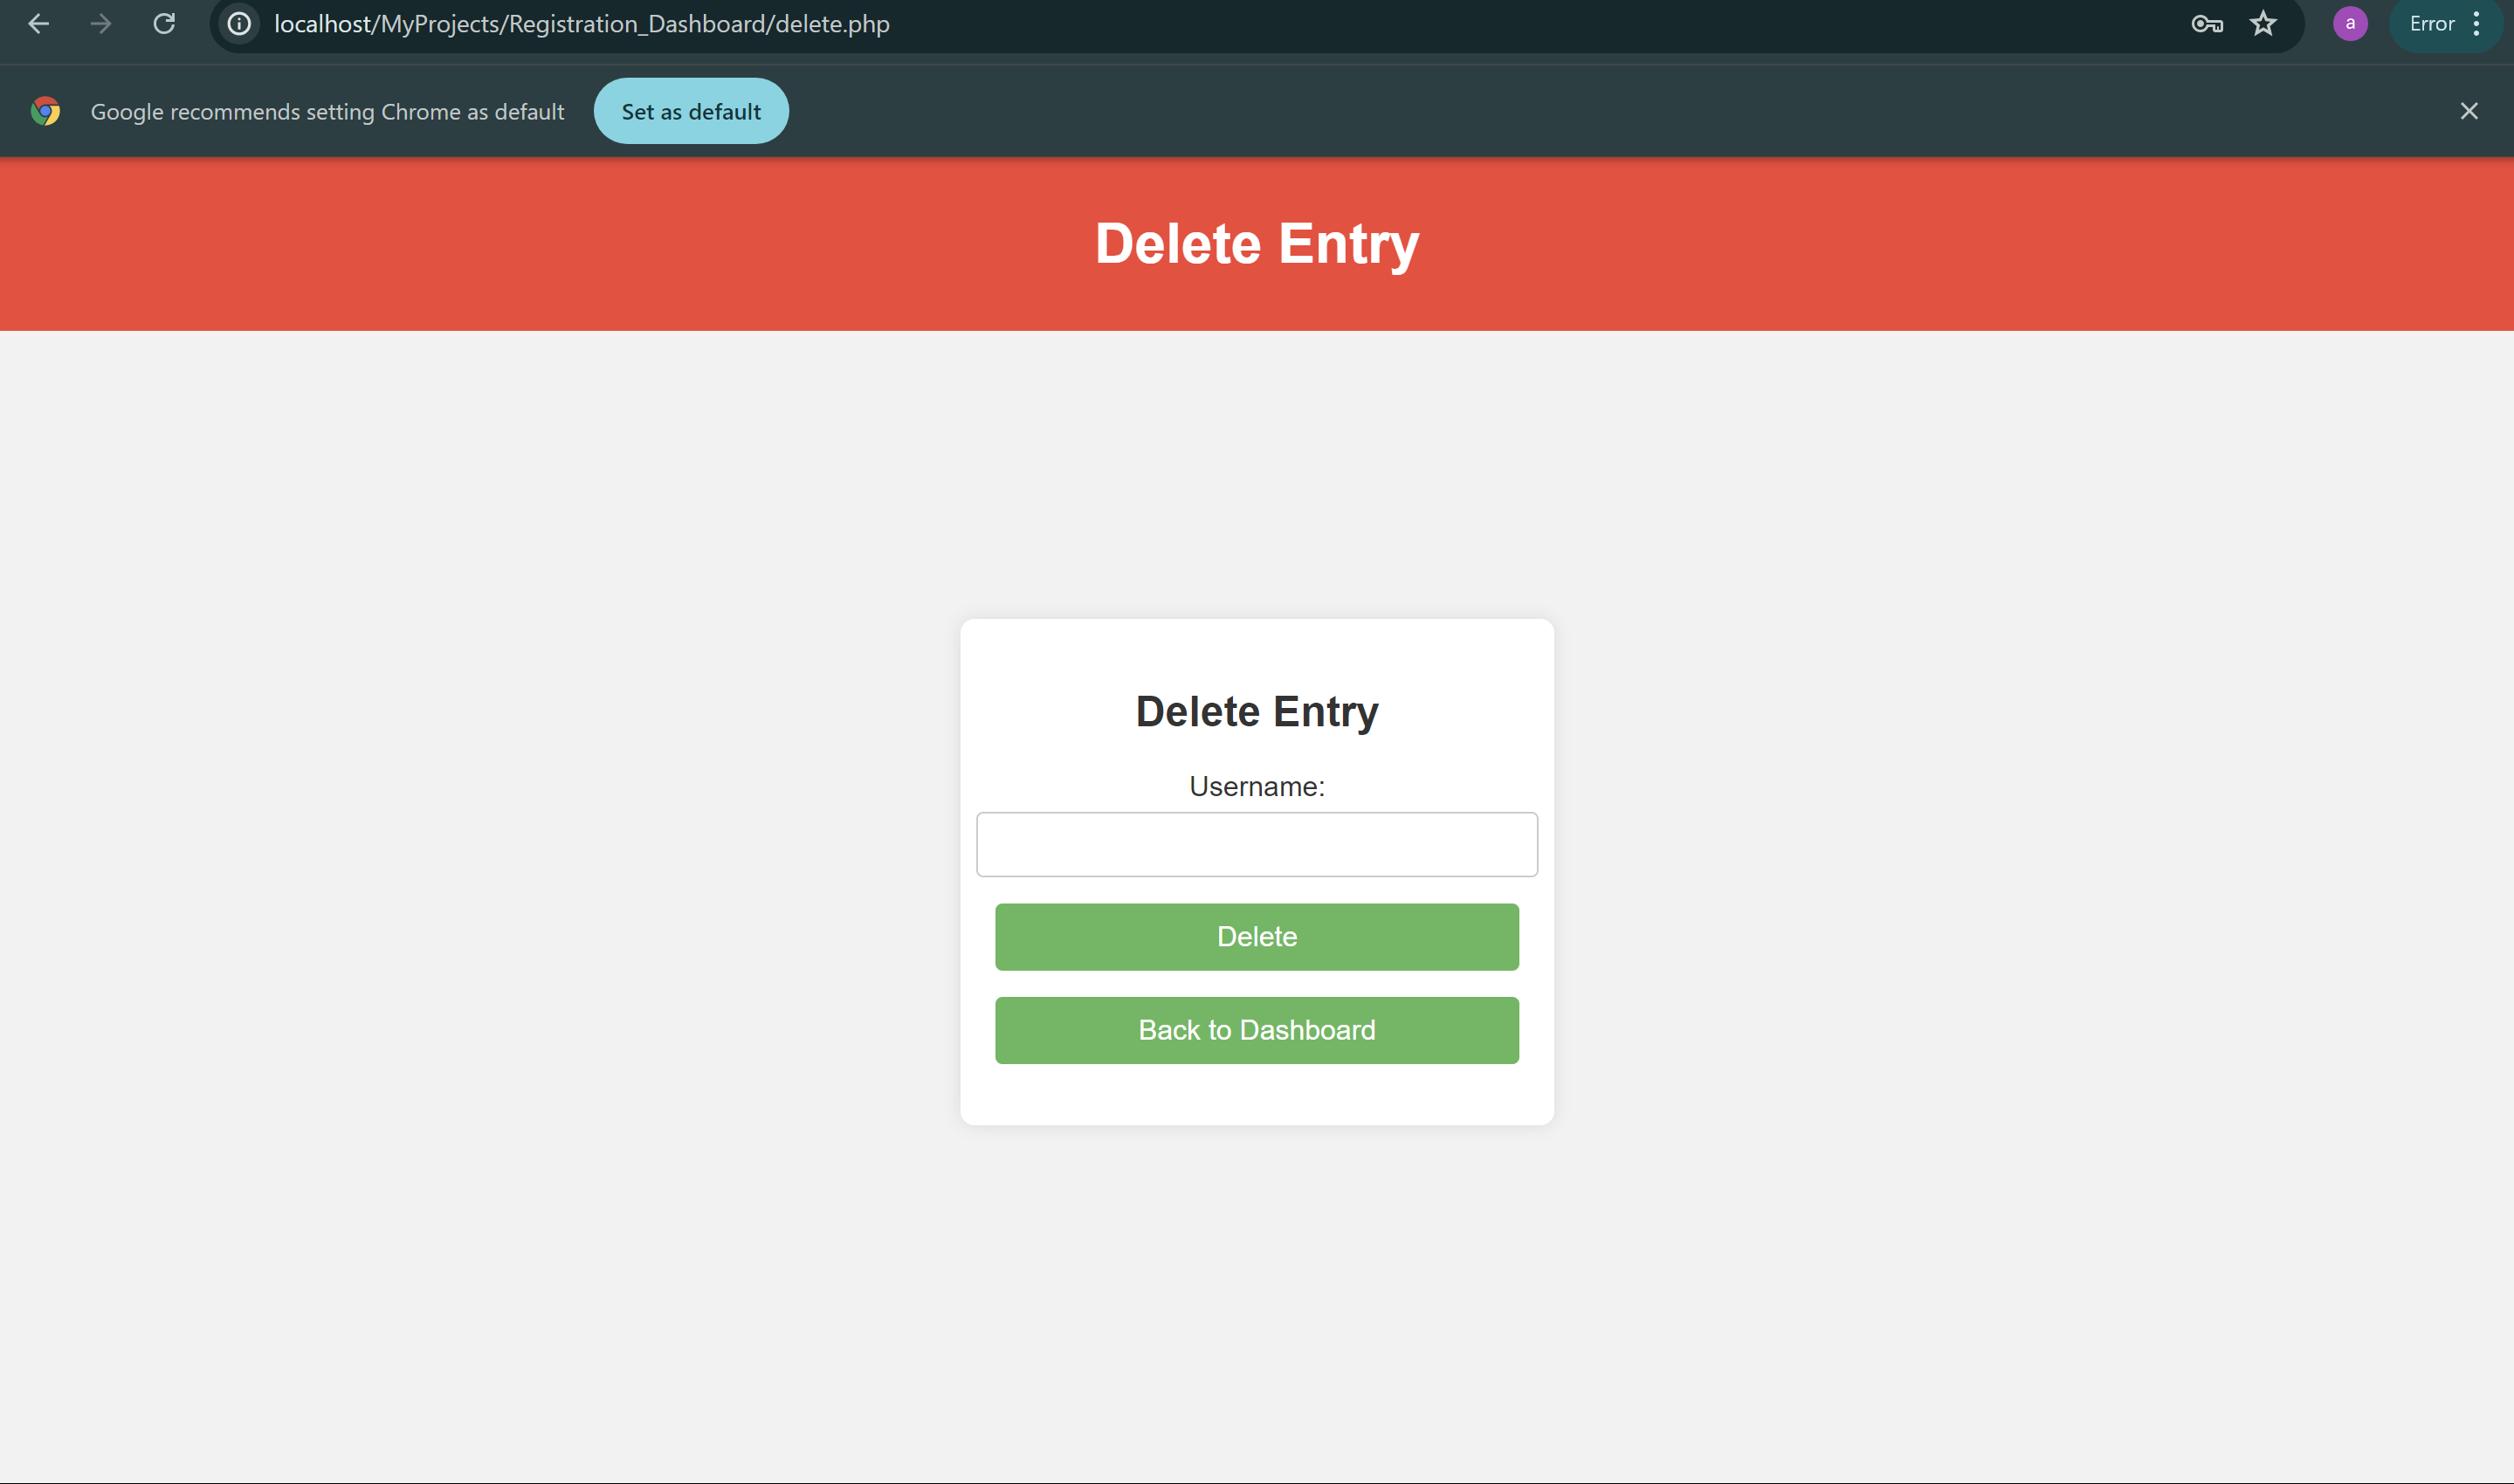 localhost/MyProjects/Registration_Dashboard/delete.php
a
Error
Google recommends setting Chrome as default
Set as default
Delete Entry
Delete Entry
Username:
Delete
Back to Dashboard